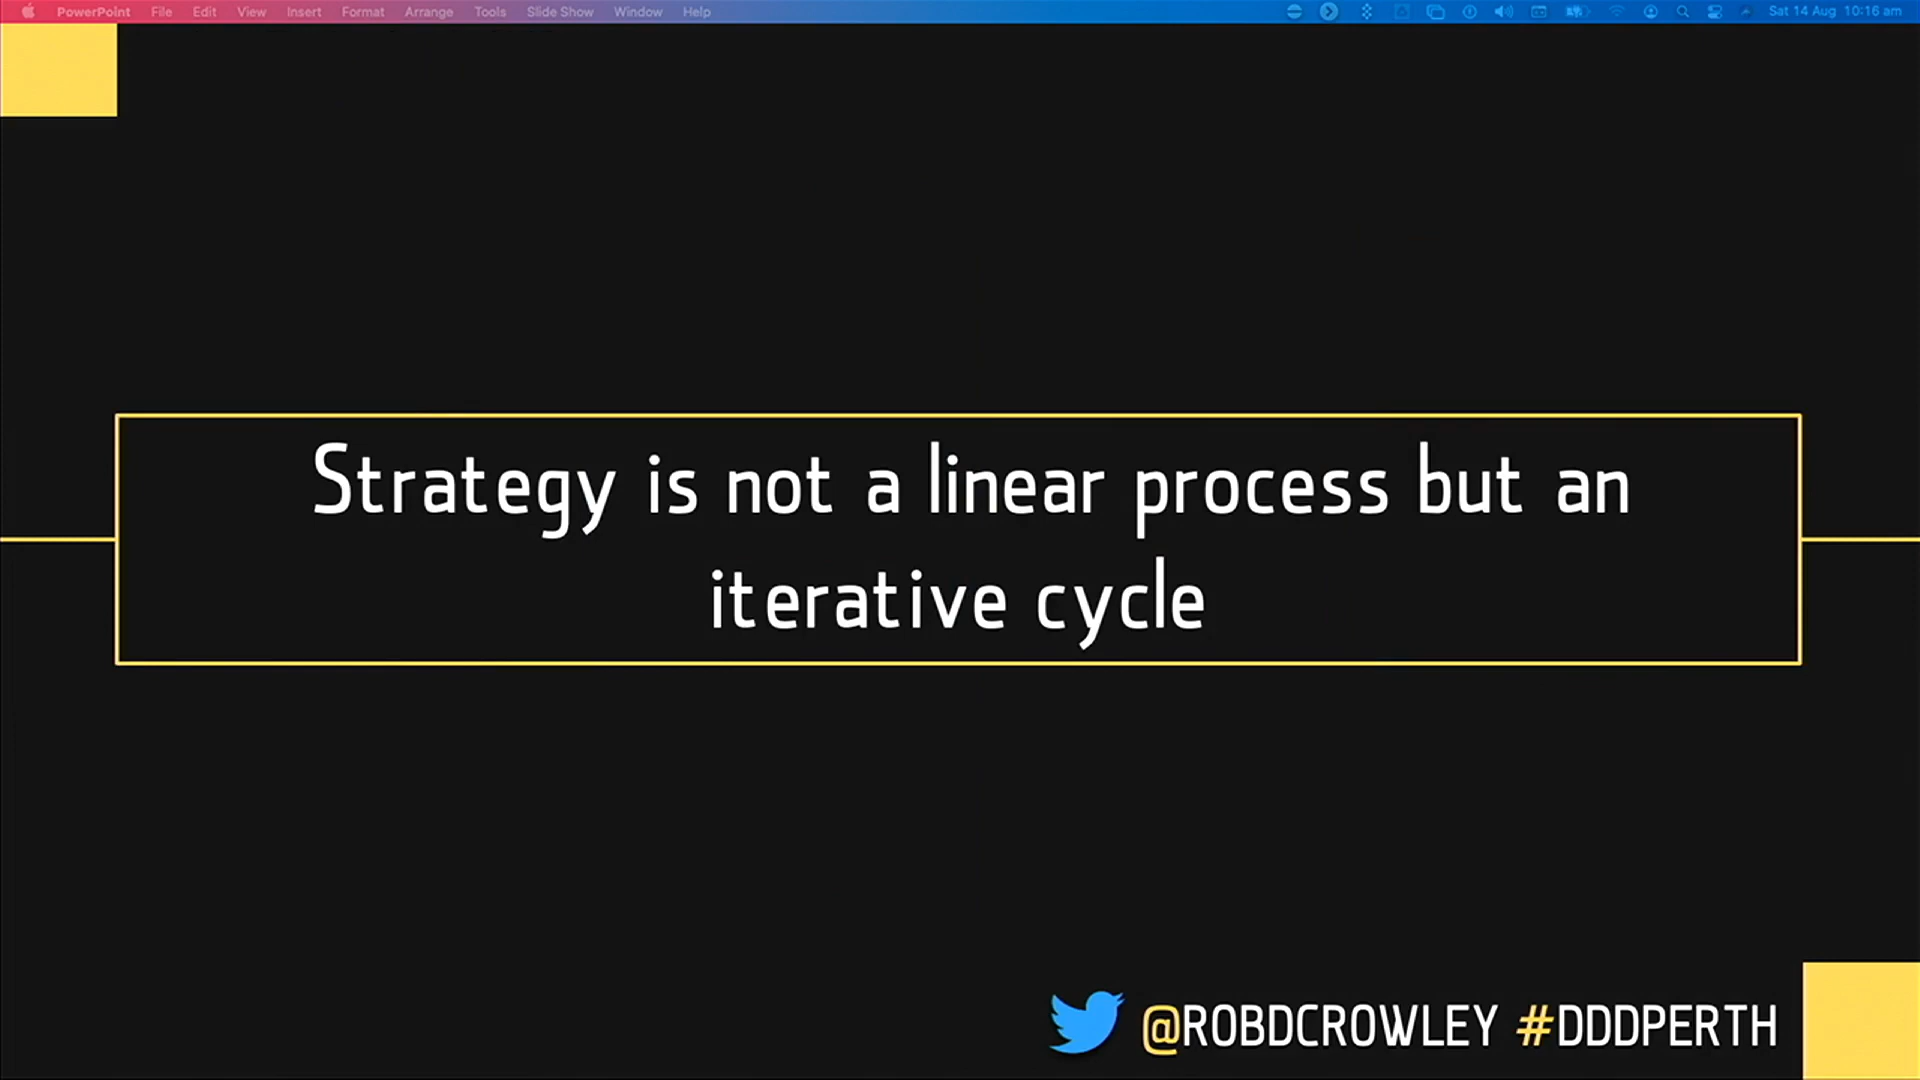 PowerPoint File Edit View Insert Format Arrange Tools Slide Show Window Help Sat 14 Aug 10:16 am
Strategy is not a linear process but an
iterative cycle
@ROBDCROWLEY #DDDPERTH